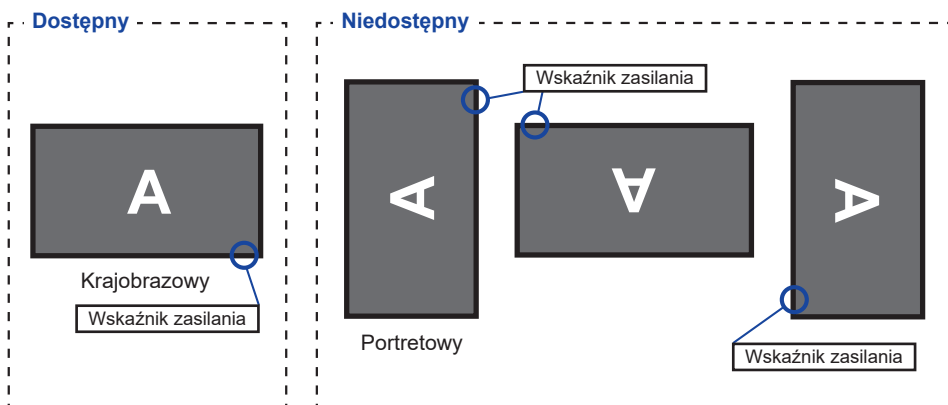 Dostępny
Niedostępny
Wskaźnik zasilania
A
A
A
A
Krajobrazowy
Wskaźnik zasilania
Portretowy
Wskaźnik zasilania